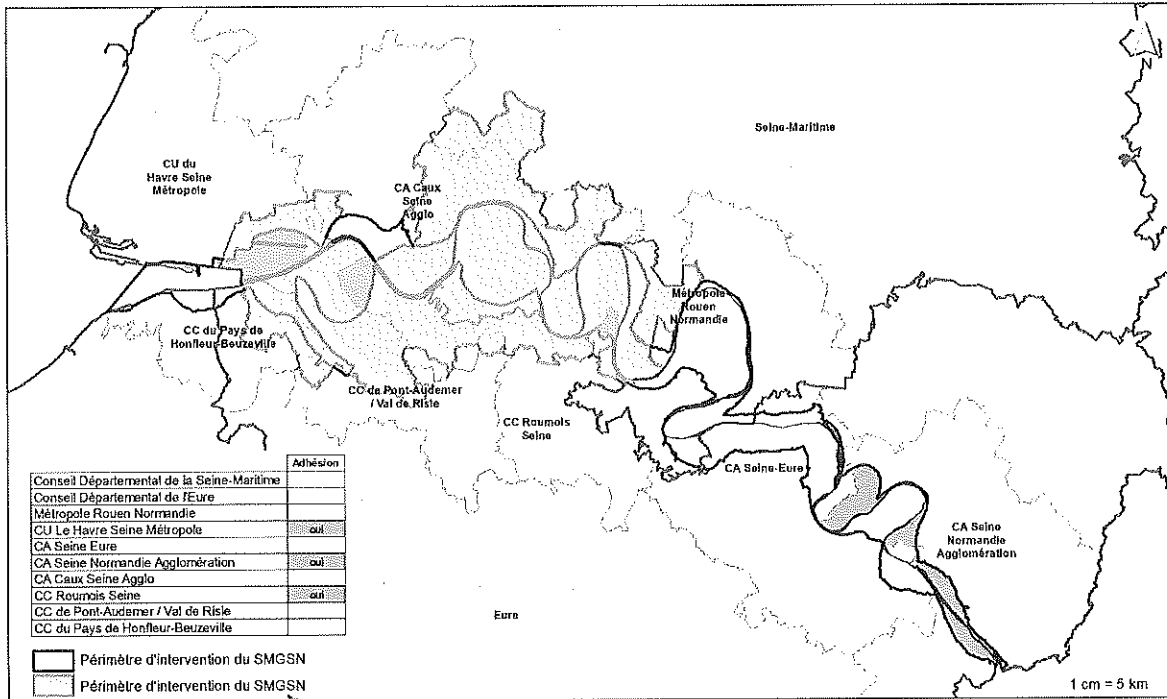 N
Seine-Maritime
CU du
Havre Seine
Métropole
CA Caux
Seine
Agglo
Métropole
Rouen
Normandie
CC du Pays de
Honfleur-Beuzeville
CC de Pont-Audemer
/ Val de Risle
CC Roumois
Seine
CA Seine-Eure
CA Seine
Normandie
Agglomération
Eure
Adhésion
Conseil Départemental de la Seine-Maritime
Conseil Départemental de l'Eure
Métropole Rouen Normandie
CU Le Havre Seine Métropole oui
CA Seine Eure
CA Seine Normandie Agglomération oui
CA Caux Seine Agglo
CC Roumois Seine oui
CC de Pont-Audemer / Val de Risle
CC du Pays de Honfleur-Beuzeville
Périmètre d'intervention du SMGSN
Périmètre d'intervention du SMGSN
1 cm = 5 km